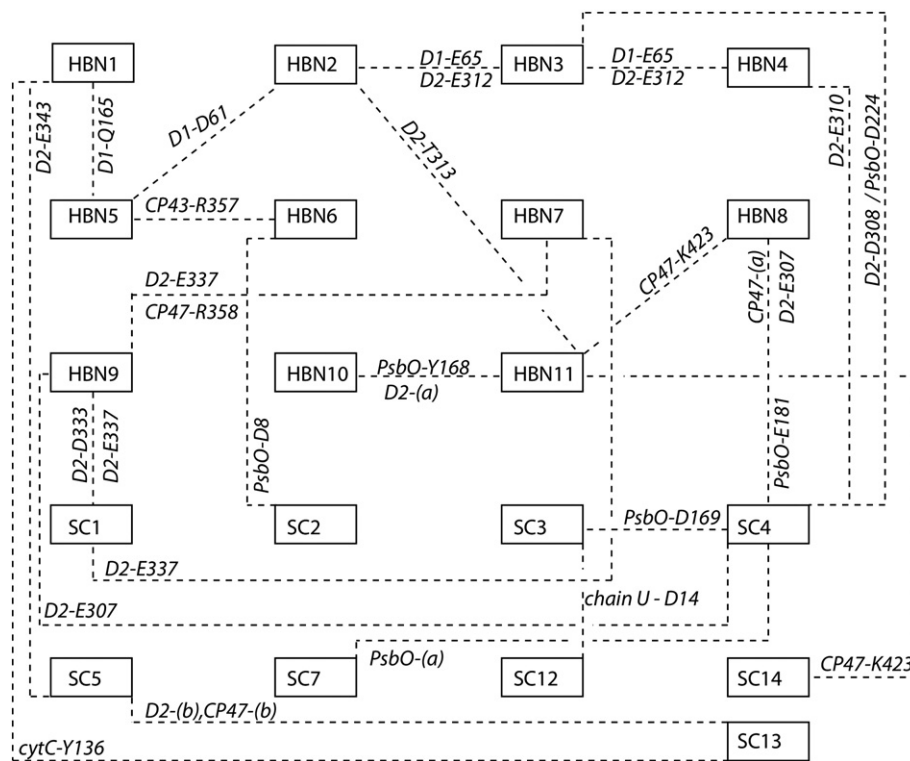 HBN1
HBN2
D1-E65
D2-E312
HBN3
D1-E65
D2-E312
HBN4
D2-E343
D1-Q165
D1-D61
D2-T313
D2-E310
D2-D308 / PsbO-D224
HBN5
CP43-R357
HBN6
HBN7
HBN8
CP47-K423
CP47-(a)
D2-E307
D2-E337
CP47-R358
HBN9
HBN10
PsbO-Y168
D2-(a)
HBN11
D2-D333
D2-E337
PsbO-D8
PsbO-E181
SC1
SC2
SC3
PsbO-D169
SC4
D2-E337
D2-E307
chain U - D14
SC5
SC7
PsbO-(a)
SC12
SC14
CP47-K423
D2-(b),CP47-(b)
cytC-Y136
SC13